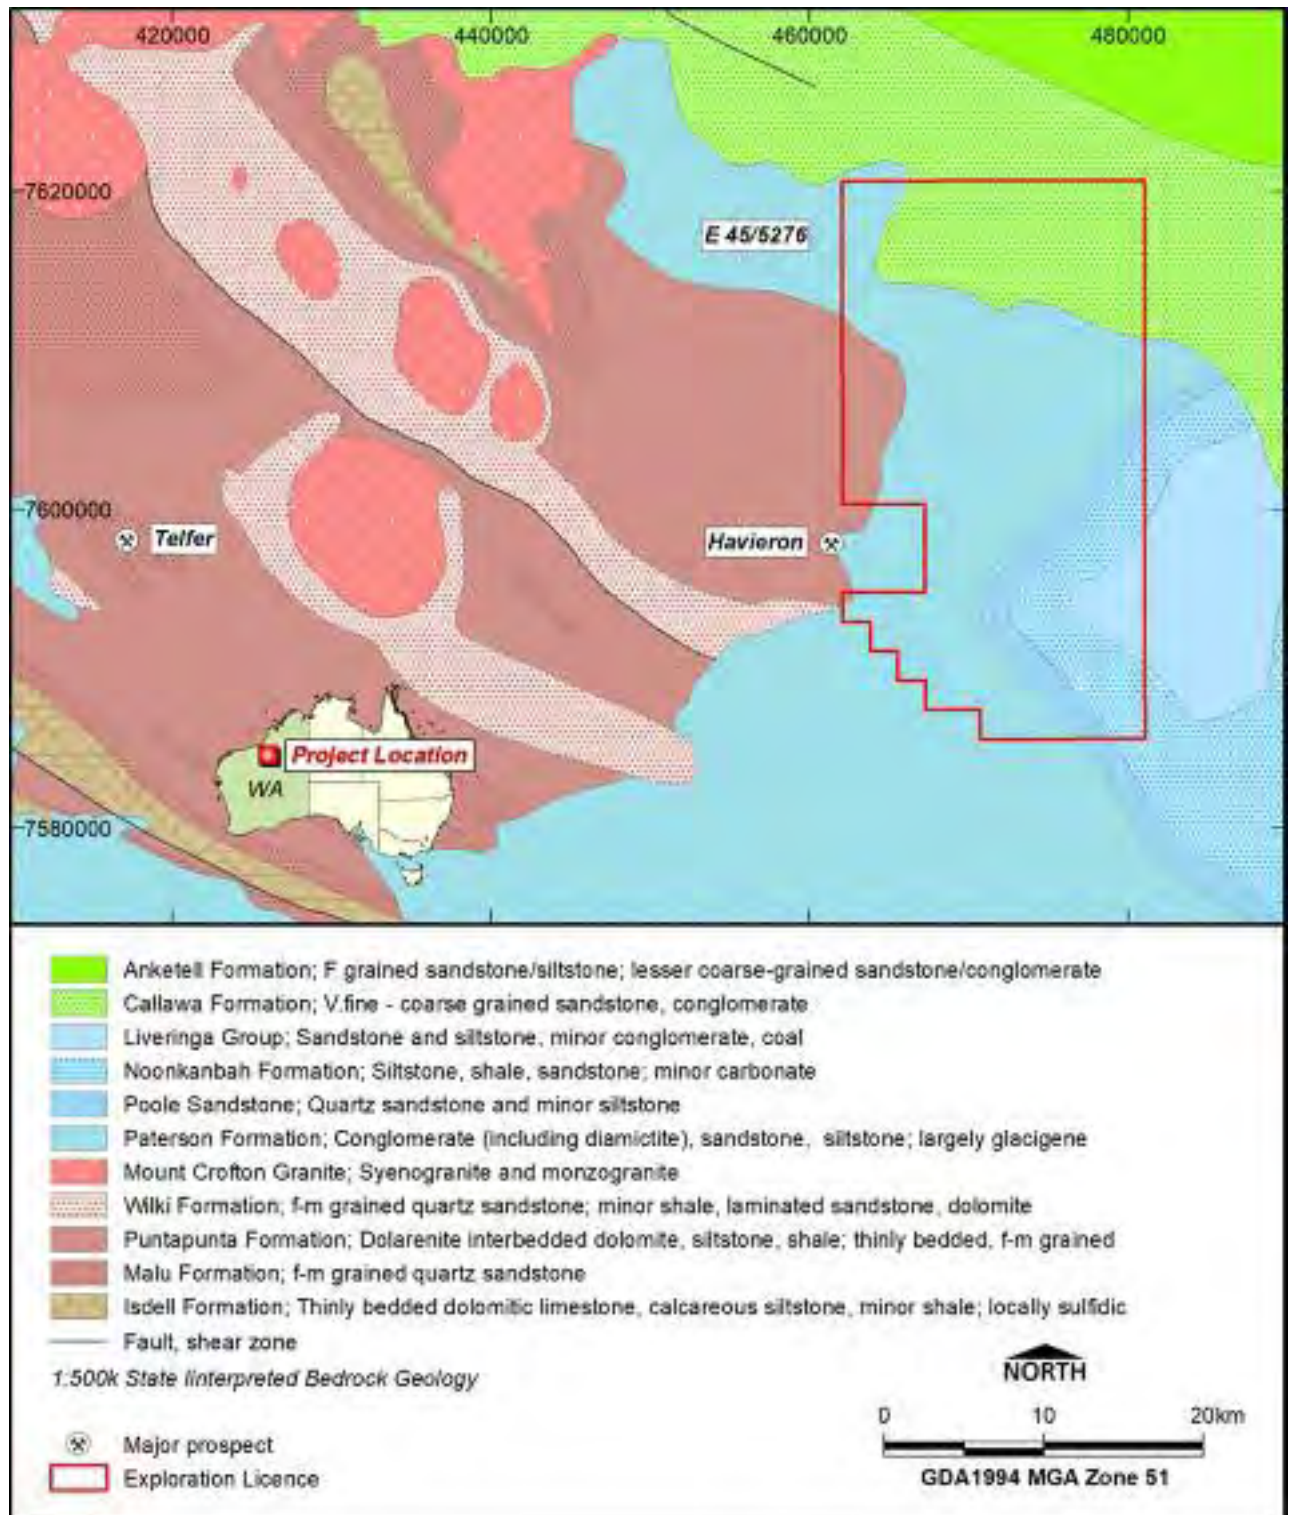 420000
440000
460000
480000
7620000
E 45/5276
7600000
Telfer
Havieron
Project Location
WA
7580000
Anketell Formation; F grained sandstone/siltstone; lesser coarse-grained sandstone/conglomerate
Callawa Formation; V.fine - coarse grained sandstone, conglomerate
Liveringa Group; Sandstone and siltstone, minor conglomerate, coal
Noonkanbah Formation; Siltstone, shale, sandstone; minor carbonate
Poole Sandstone; Quartz sandstone and minor siltstone
Paterson Formation; Conglomerate (including diamictite), sandstone, siltstone; largely glacigene
Mount Crofton Granite; Syenogranite and monzogranite
Wilki Formation; f-m grained quartz sandstone; minor shale, laminated sandstone, dolomite
Puntapunta Formation; Dolarenite interbedded dolomite, siltstone, shale; thinly bedded, f-m grained
Malu Formation; f-m grained quartz sandstone
Isdell Formation; Thinly bedded dolomitic limestone, calcareous siltstone, minor shale; locally sulfidic
Fault, shear zone
1:500k State Iinterpreted Bedrock Geology
NORTH
0 10 20km
Major prospect
Exploration Licence
GDA1994 MGA Zone 51